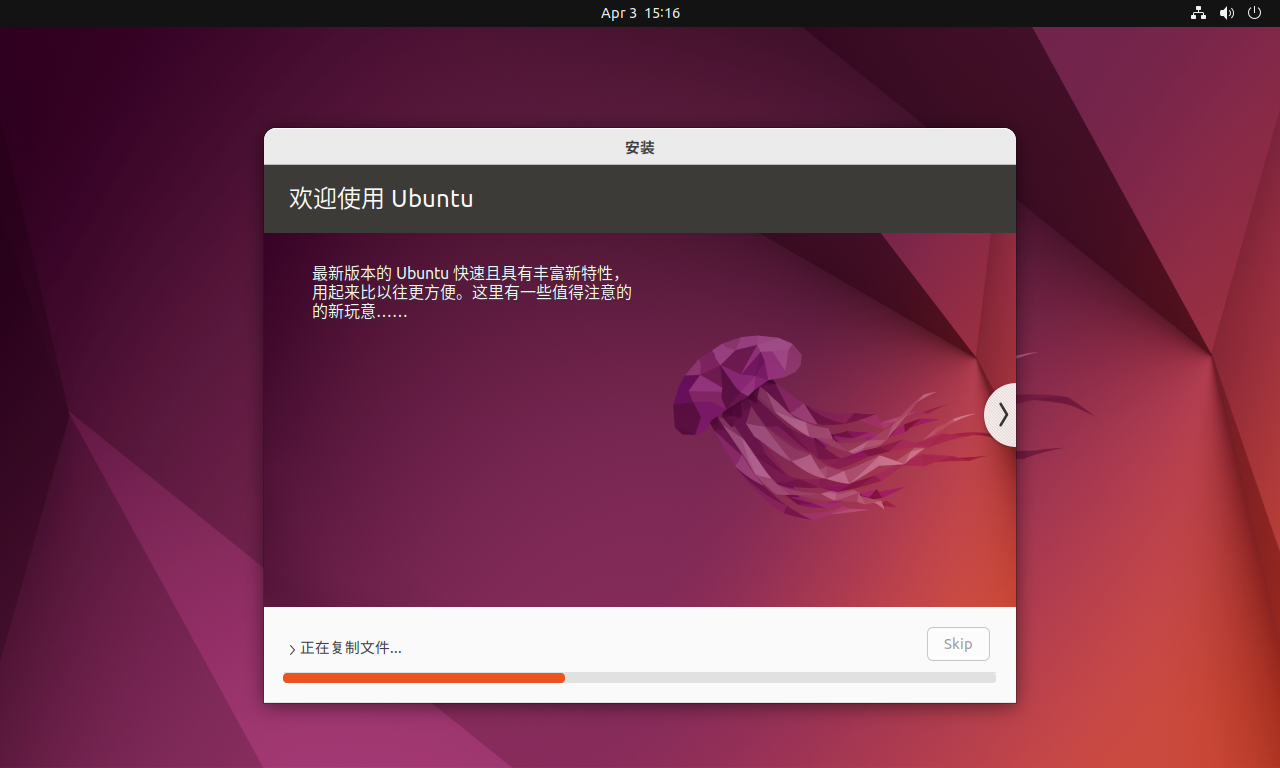 Apr 3 15:16
安装
欢迎使用 Ubuntu
最新版本的 Ubuntu 快速且具有丰富新特性，
用起来比以往更方便。这里有一些值得注意的
的新玩意……
正在复制文件...
Skip